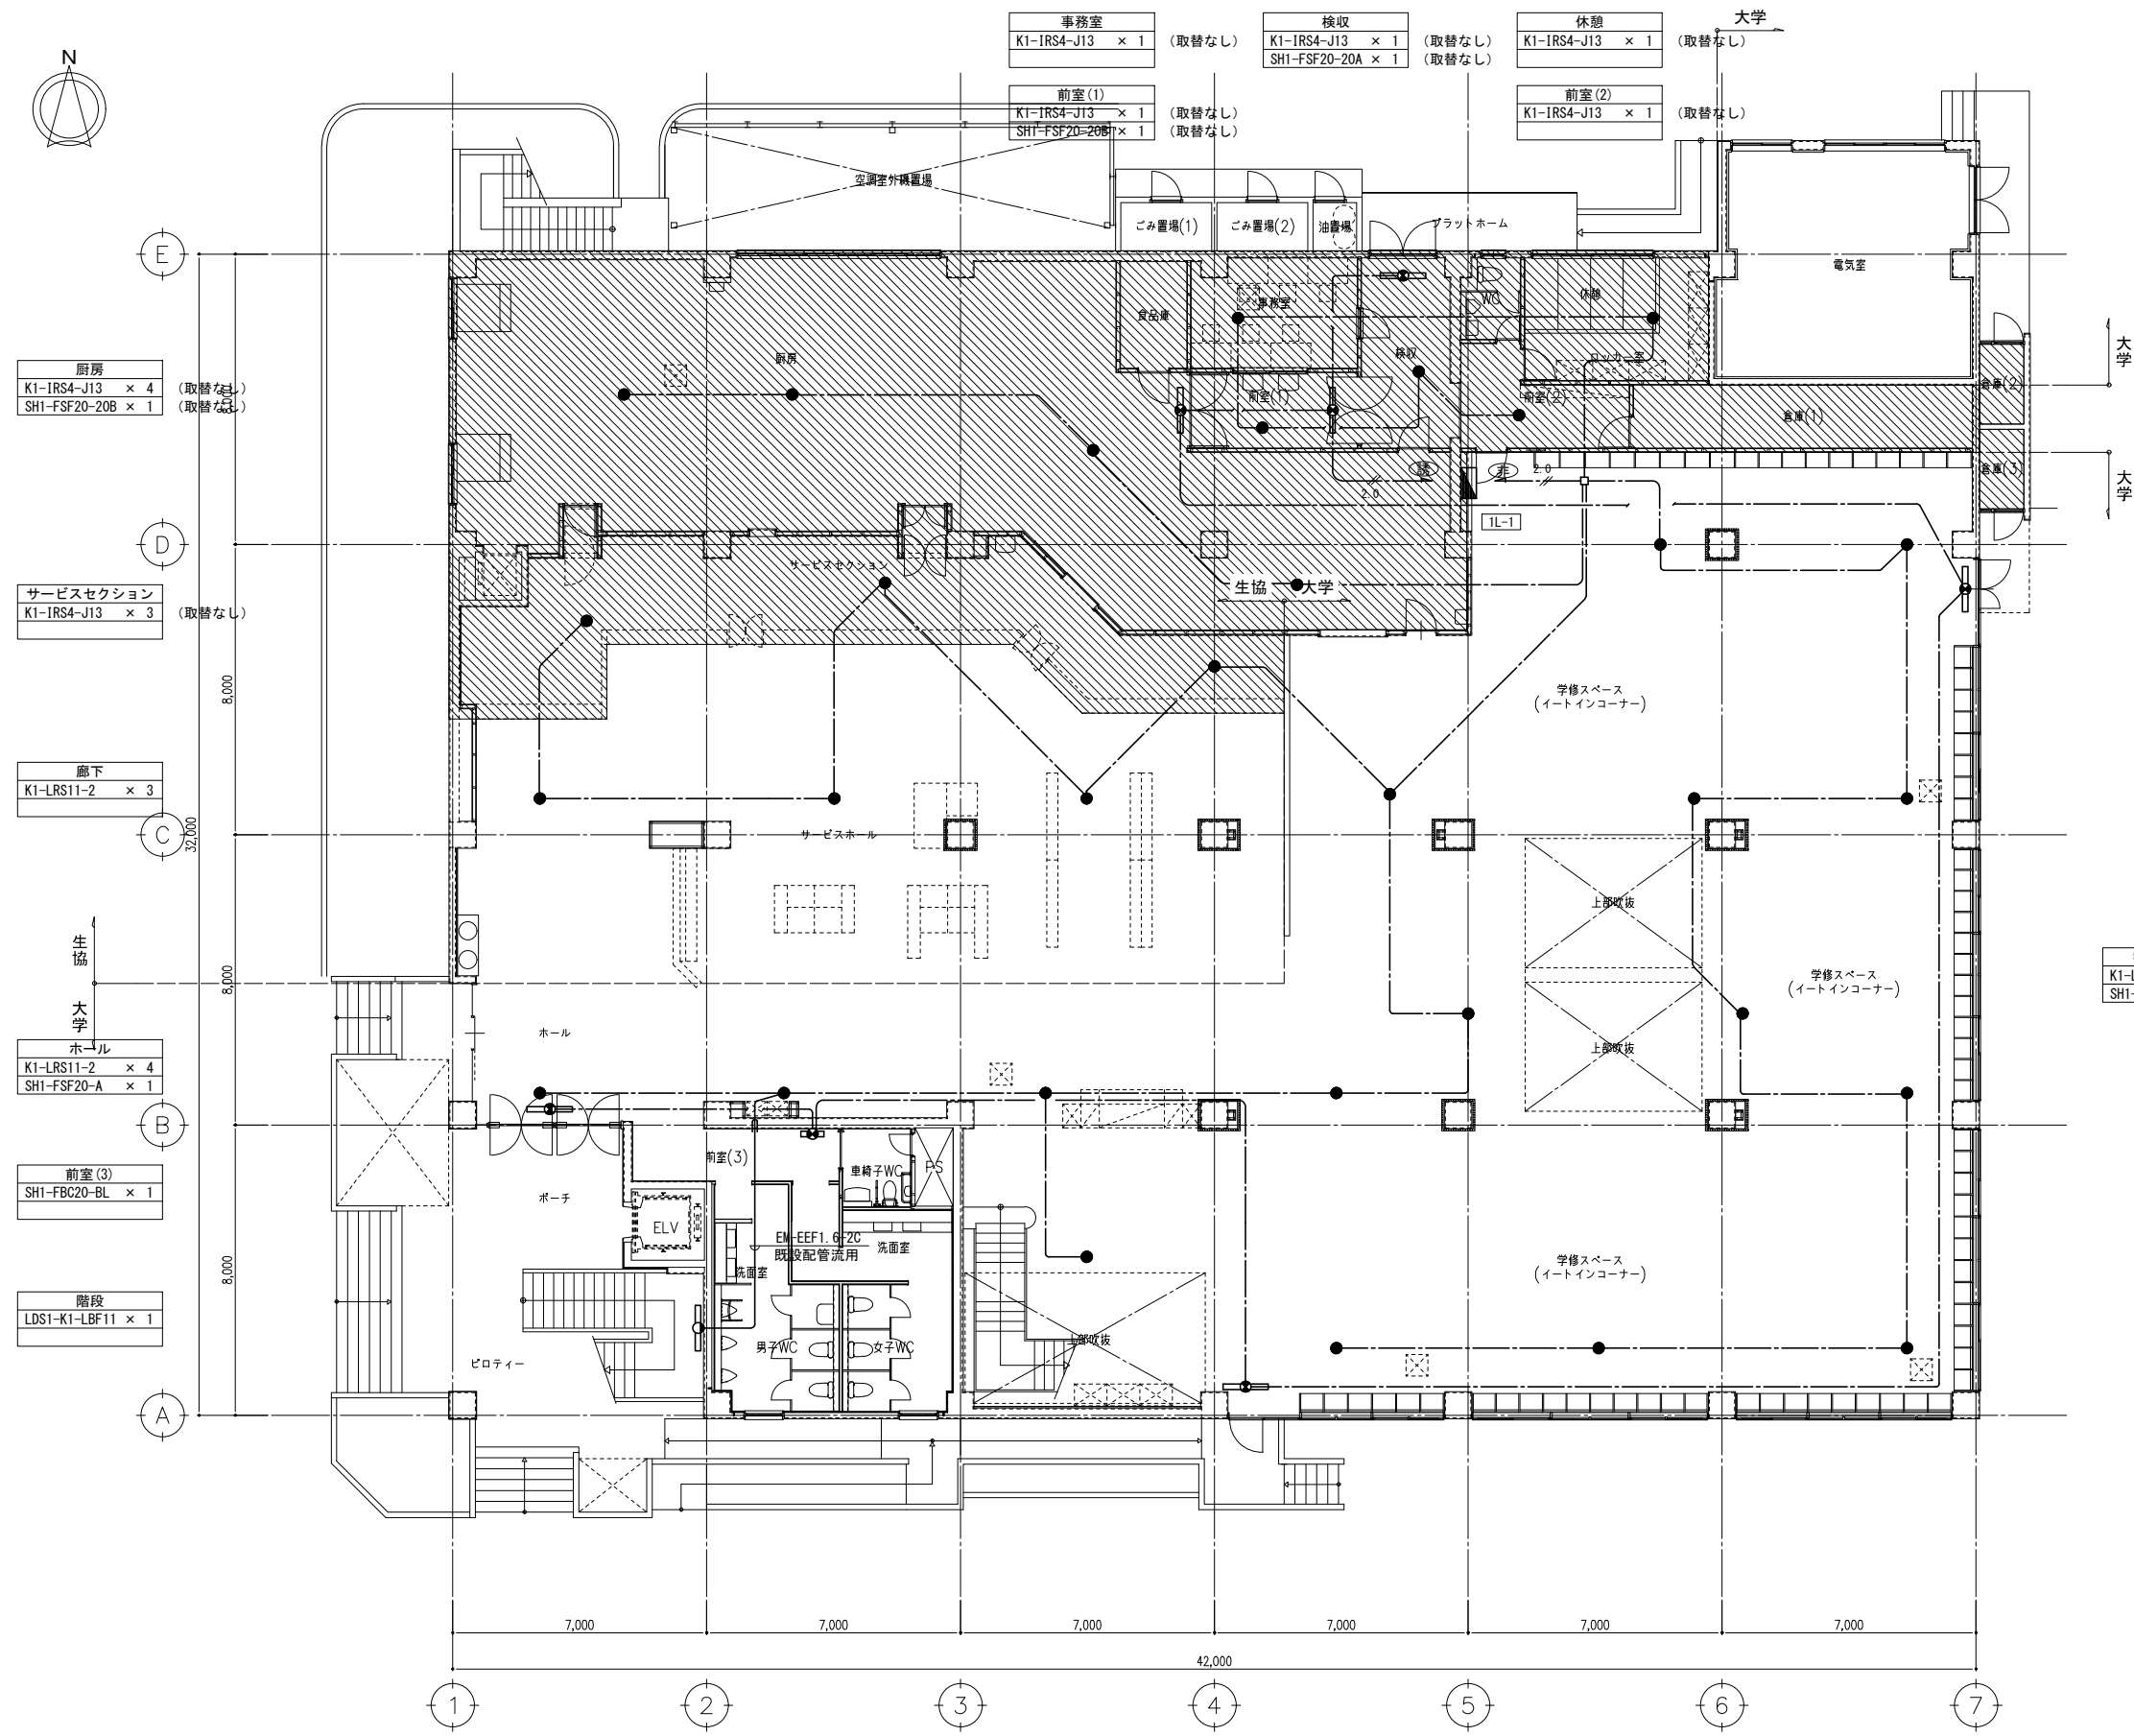 事務室
K1-IRS4-J13 × 1 (取替なし)
検収
K1-IRS4-J13 × 1 (取替なし)
SH1-FSF20-20A × 1 (取替なし)
休憩
K1-IRS4-J13 × 1 (取替なし)
大学
前室(1)
K1-IRS4-J13 × 1 (取替なし)
SH1-FSF20-20B × 1 (取替なし)
前室(2)
K1-IRS4-J13 × 1 (取替なし)
N
空調室外機置場
ごみ置場(1)
ごみ置場(2)
油置場
プラットホーム
E
電気室
食品庫
事務室
WC
休憩
厨房
検収
ロッカー室
大学
厨房
K1-IRS4-J13 × 4 (取替なし)
SH1-FSF20-20B × 1 (取替なし)
8,000
前室(1)
前室(2)
倉庫(1)
倉庫(2)
誘
非
2.0
2.0
倉庫(3)
大学
1L-1
D
サービスセクション
生協
大学
サービスセクション
K1-IRS4-J13 × 3 (取替なし)
8,000
学修スペース
(イートインコーナー)
廊下
K1-LRS11-2 × 3
C
32,000
サービスホール
上部吹抜
生協
大学
8,000
学修スペース
(イートインコーナー)
K1-L
SH1-
ホール
上部吹抜
ホール
K1-LRS11-2 × 4
SH1-FSF20-A × 1
B
前室(3)
車椅子WC
PS
前室(3)
SH1-FBC20-BL × 1
ポーチ
ELV
EM-EEF1.6-2C
既設配管流用
洗面室
洗面室
8,000
学修スペース
(イートインコーナー)
階段
LDS1-K1-LBF11 × 1
ピロティー
男子WC
女子WC
上部吹抜
A
7,000
7,000
7,000
7,000
7,000
7,000
42,000
1
2
3
4
5
6
7